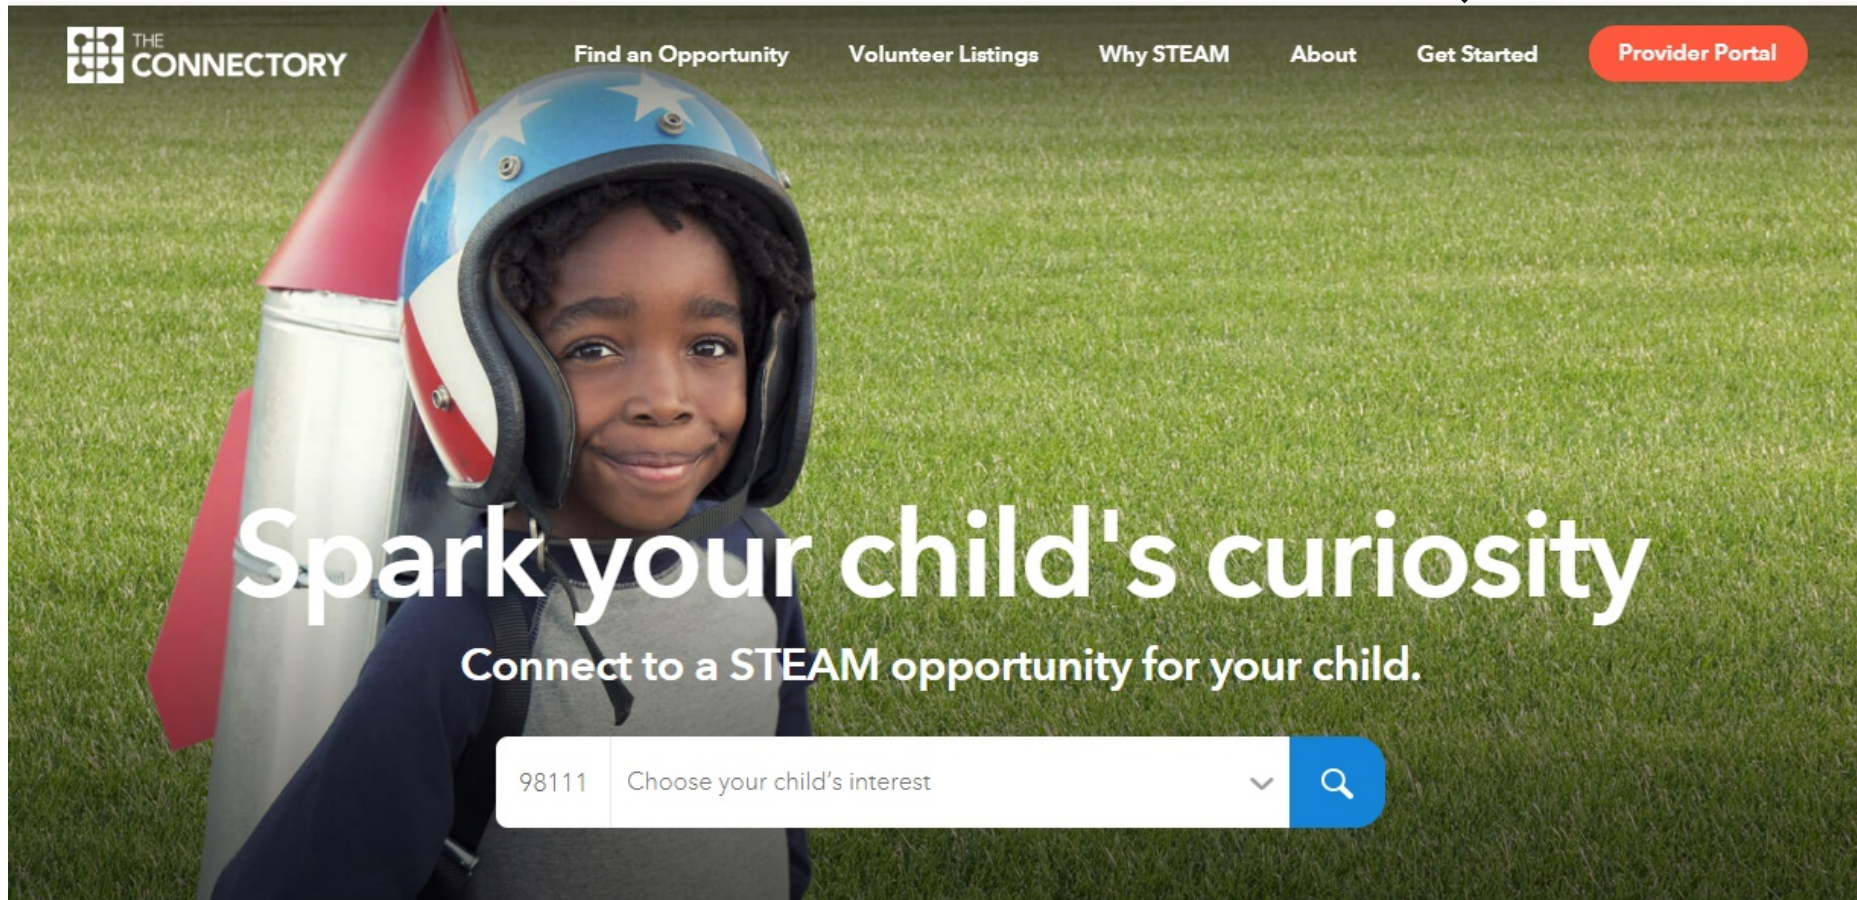 THE
CONNECTORY
Find an Opportunity
Volunteer Listings
Why STEAM
About
Get Started
Provider Portal
Spark your child's curiosity
Connect to a STEAM opportunity for your child.
98111
Choose your child’s interest